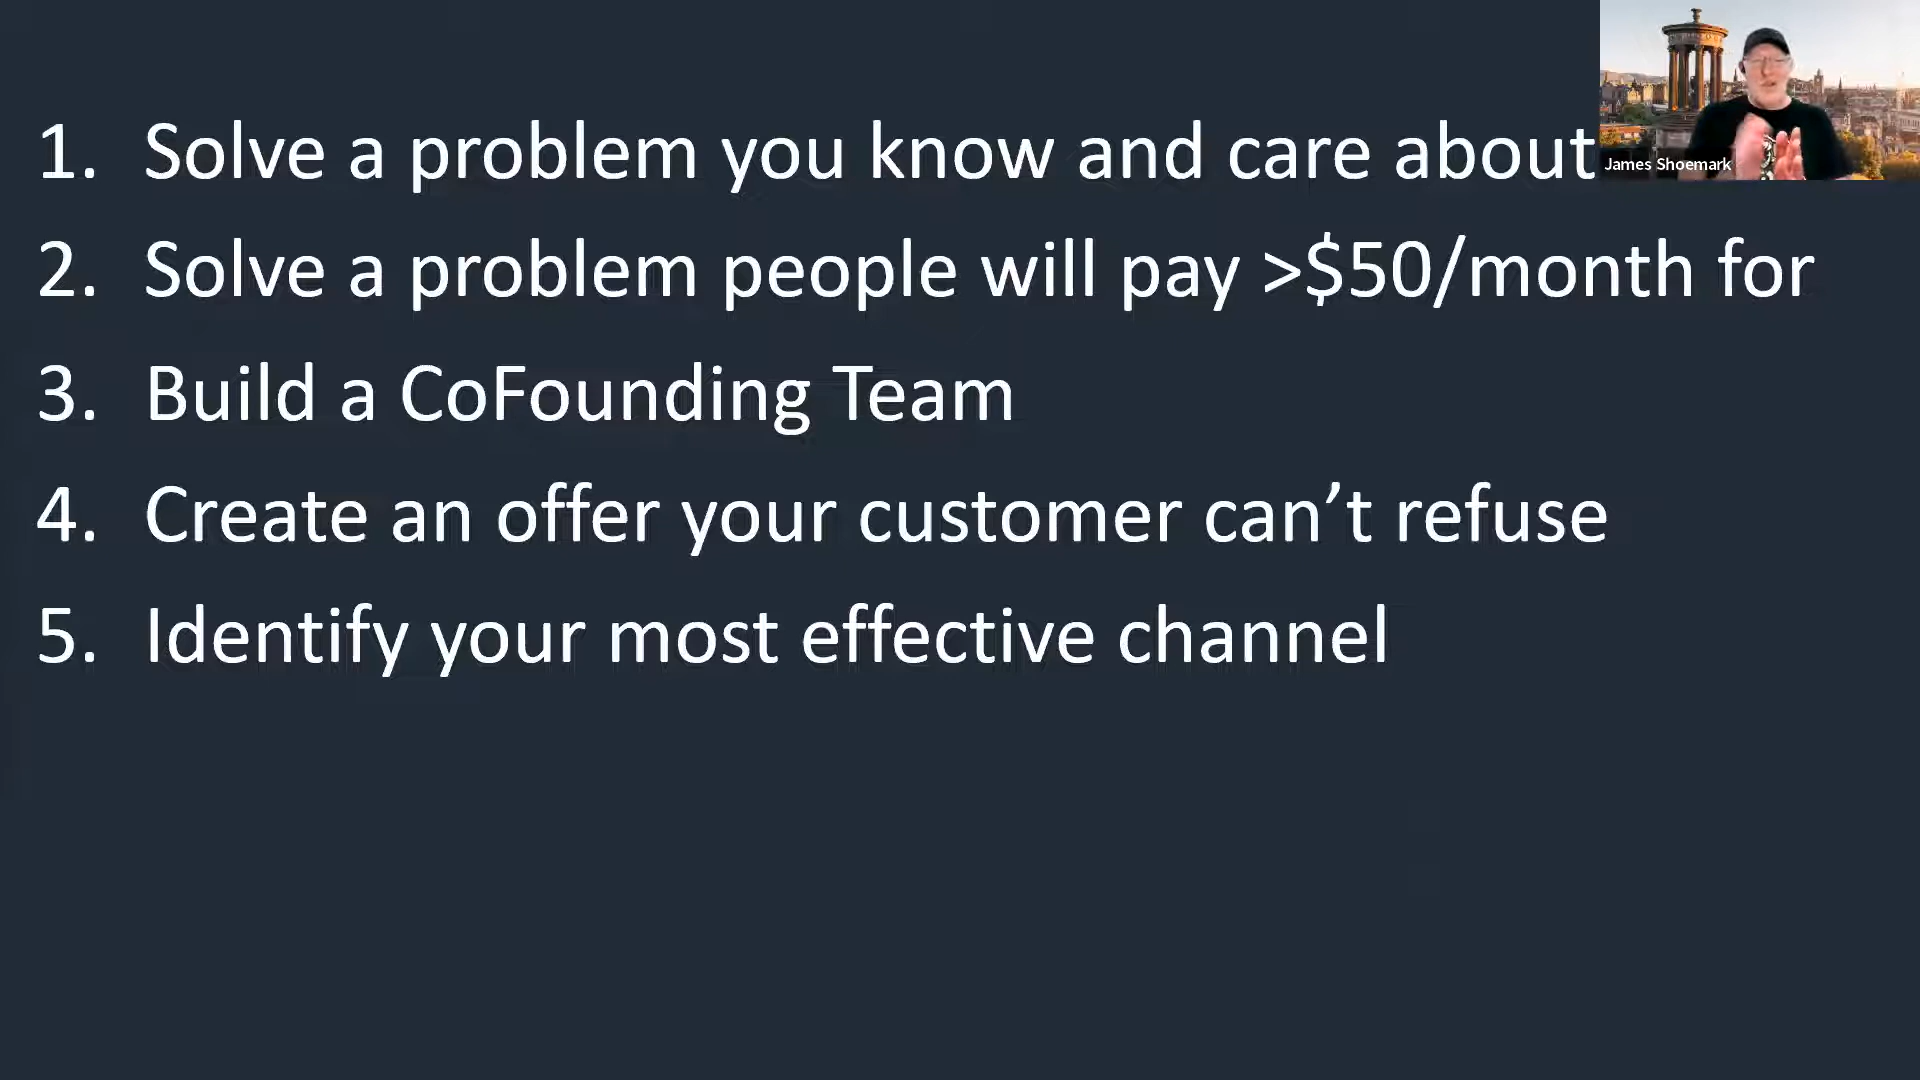 1. Solve a problem you know and care about
James Shoemark
2. Solve a problem people will pay >$50/month for
3. Build a CoFounding Team
4. Create an offer your customer can’t refuse
5. Identify your most effective channel